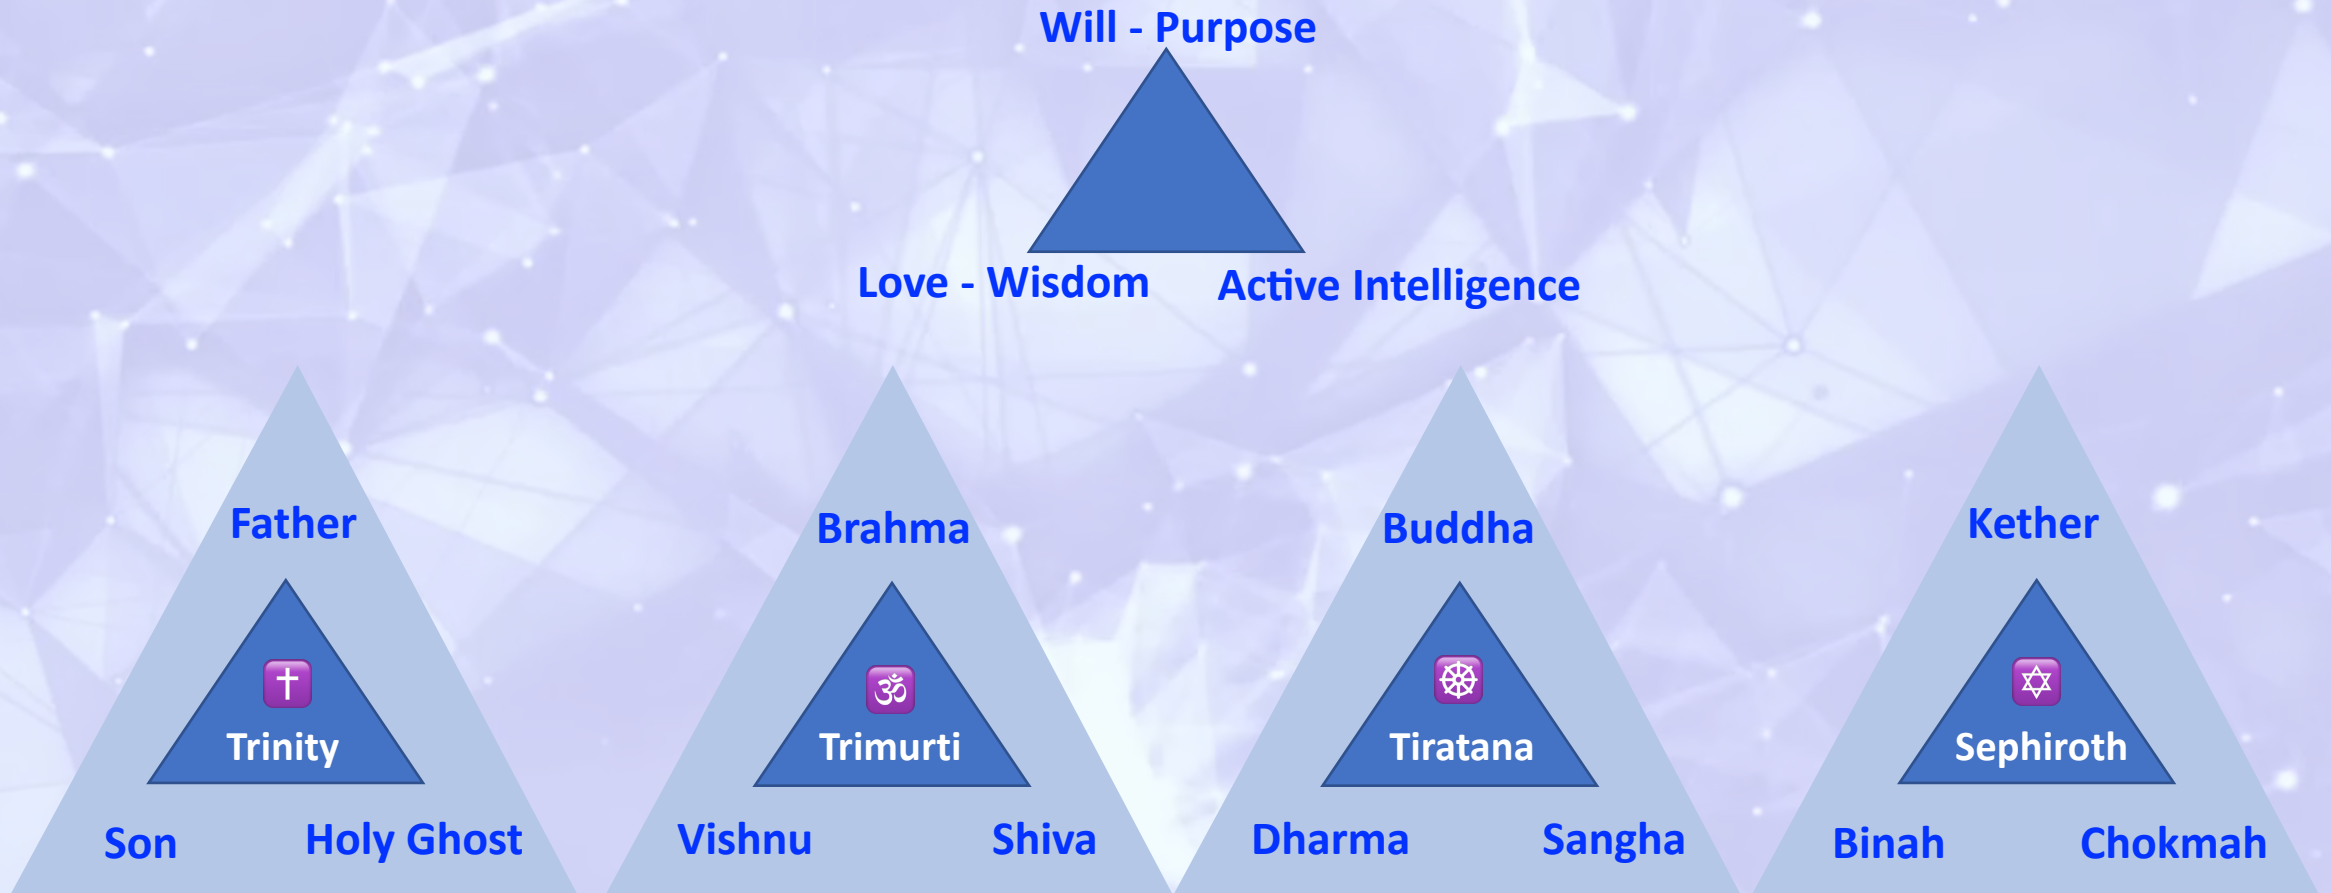 Will - Purpose
Love - Wisdom
Active Intelligence
Father
✝
Trinity
Son
Holy Ghost
Brahma
🕉
Trimurti
Vishnu
Shiva
Buddha
☸
Tiratana
Dharma
Sangha
Kether
✡
Sephiroth
Binah
Chokmah